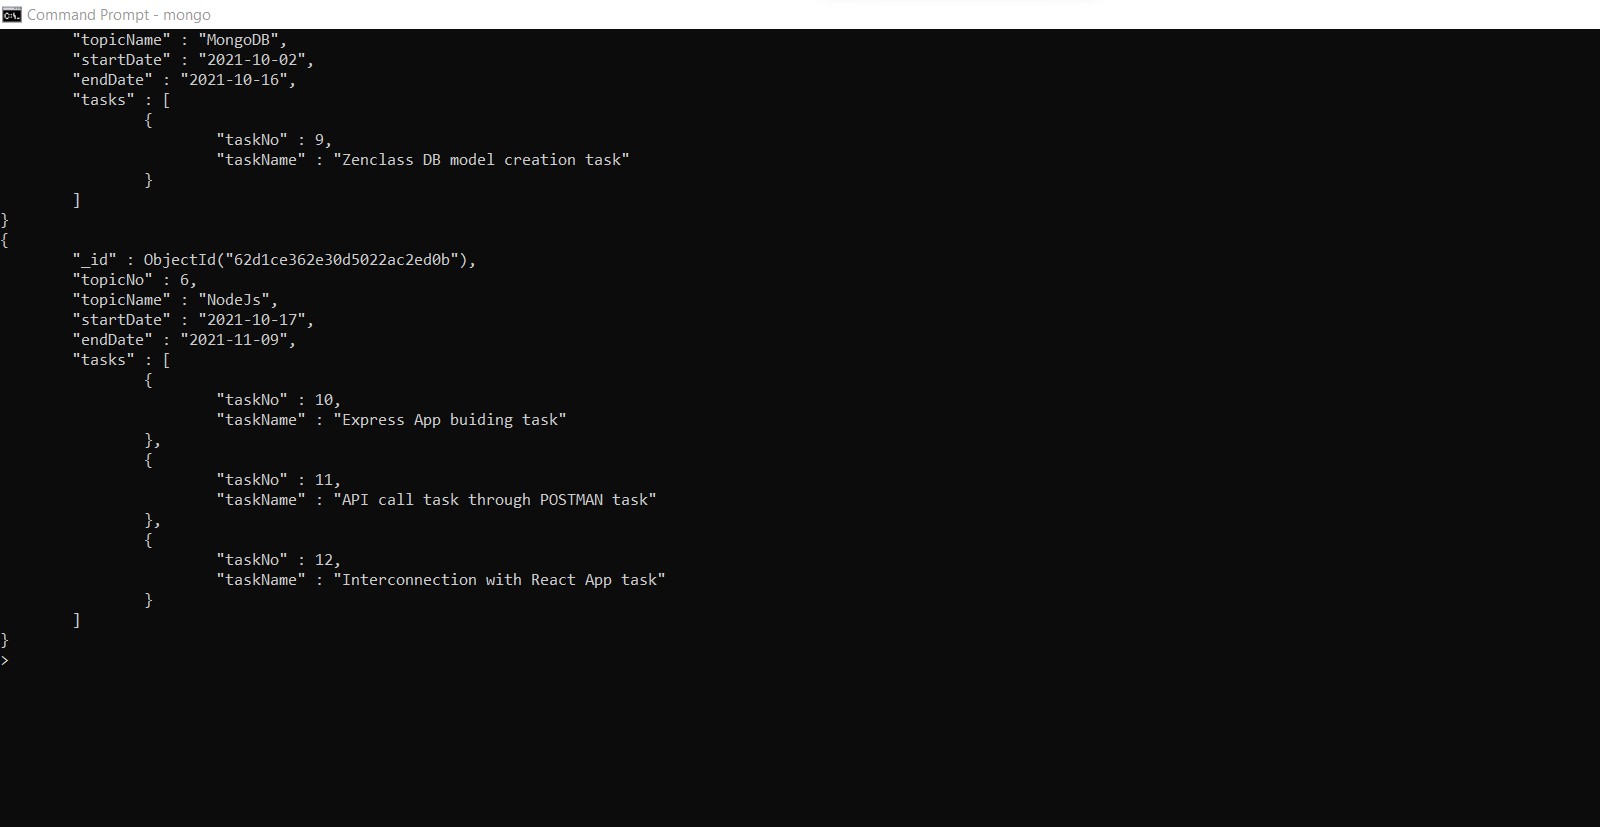 Command Prompt - mongo
"topicName" : "MongoDB",
"startDate" : "2021-10-02",
"endDate" : "2021-10-16",
"tasks" : [
{
"taskNo" : 9,
"taskName" : "Zenclass DB model creation task"
}
]
}
{
"_id" : ObjectId("62d1ce362e30d5022ac2ed0b"),
"topicNo" : 6,
"topicName" : "NodeJs",
"startDate" : "2021-10-17",
"endDate" : "2021-11-09",
"tasks" : [
{
"taskNo" : 10,
"taskName" : "Express App buiding task"
},
{
"taskNo" : 11,
"taskName" : "API call task through POSTMAN task"
},
{
"taskNo" : 12,
"taskName" : "Interconnection with React App task"
}
]
}
>